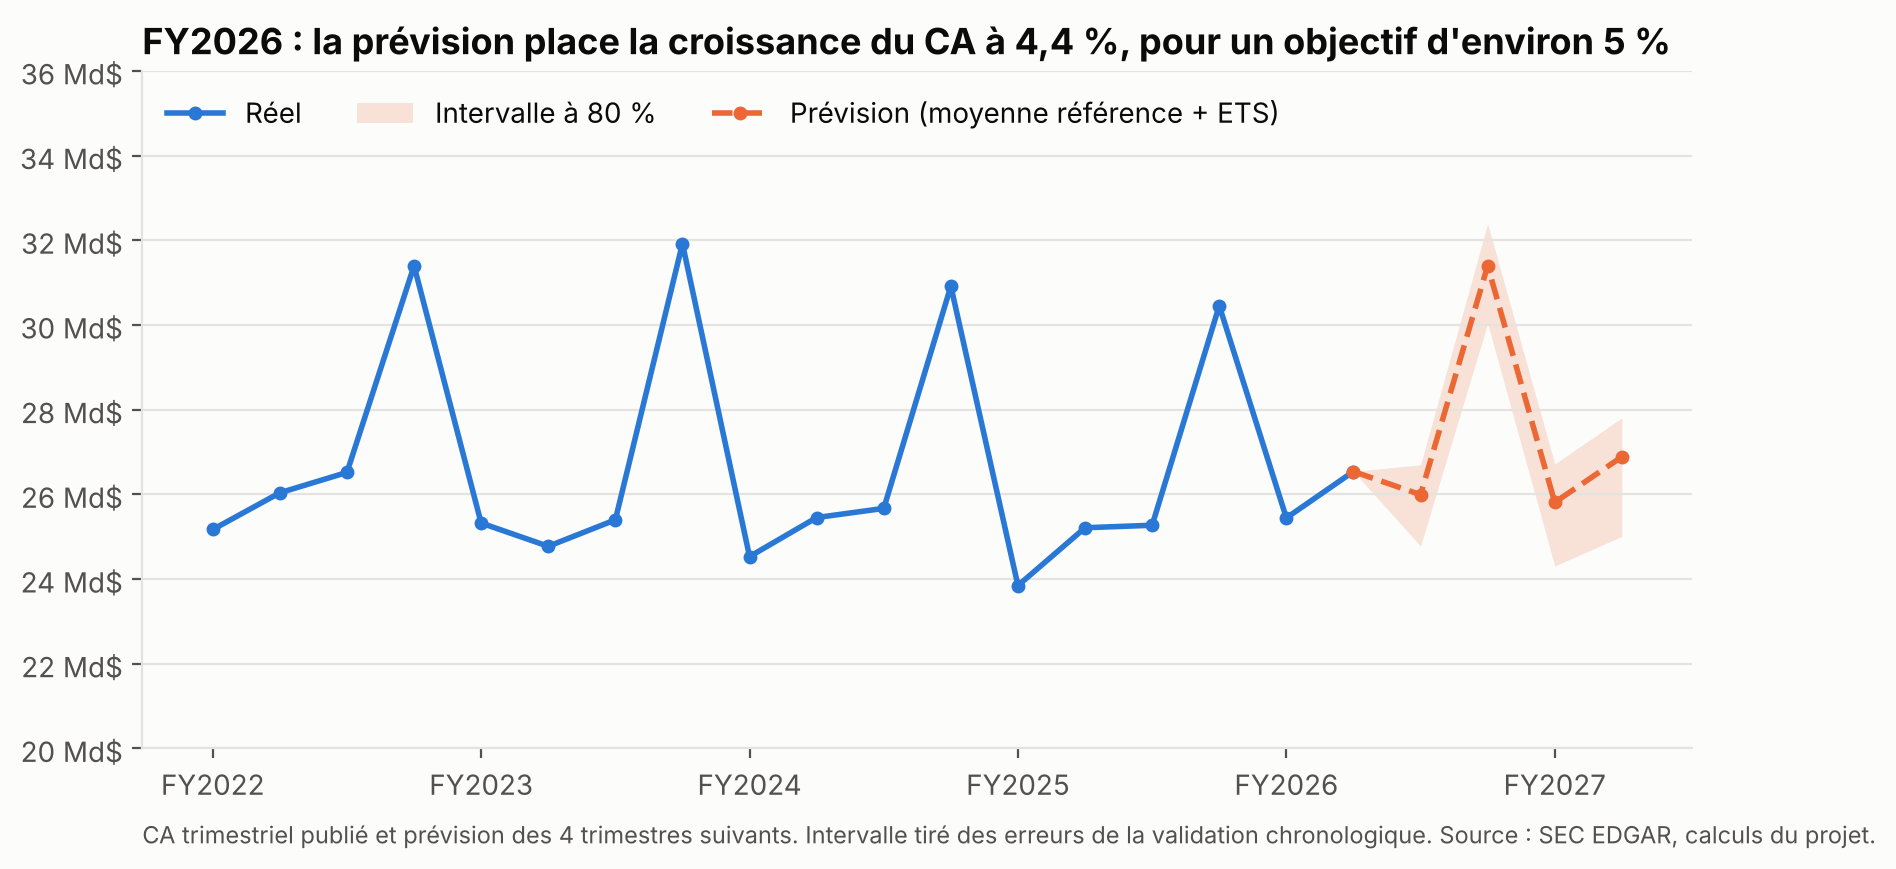 FY2026 : la prévision place la croissance du CA à 4,4 %, pour un objectif d'environ 5 %
36 Md$
Réel
Intervalle à 80 %
Prévision (moyenne référence + ETS)
34 Md$
32 Md$
30 Md$
28 Md$
26 Md$
24 Md$
22 Md$
20 Md$
FY2022
FY2023
FY2024
FY2025
FY2026
FY2027
CA trimestriel publié et prévision des 4 trimestres suivants. Intervalle tiré des erreurs de la validation chronologique. Source : SEC EDGAR, calculs du projet.